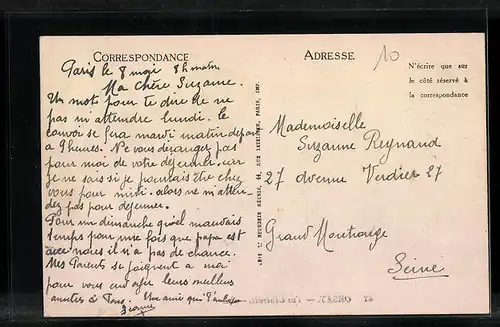 CORRESPONDANCE
Paris le 8 mai 8h matin
Ma chère Suzanne.
Un mot pour te dire de ne
pas m'attendre lundi. le
convoi se fera mardi matin départ
a 9 heures. Ne vous dérangez pas
pour moi de votre déjeuner. car
je ne sais si je pourrais être chez
vous pour midi. alors ne m'atten-
dez pas pour déjeuner.
Pour un dimanche quel mauvais
temps pour une fois que papa est
avec nous il n'a pas de chance.
Mes Parents se joignent a moi
pour vous envoyer leurs meilleures
amitiés à Tous. Une amie qui t'embrasse
Jeanne
ADRESSE
10
N'écrire que sur
le côté réservé à
la correspondance
Mademoiselle
Suzanne Reynaud
27 avenue Verdier 27
Grand Montrouge
Seine